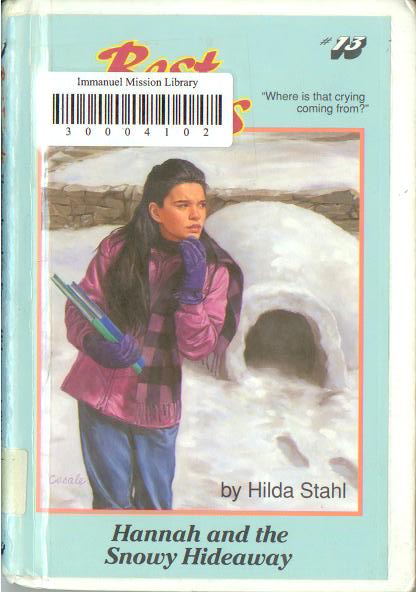 #15
Best
Immanuel Mission Library
30004102
"Where is that crying
coming from?"
by Hilda Stahl
Hannah and the
Snowy Hideaway